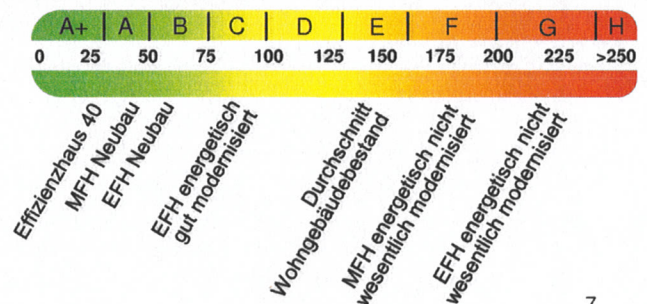 A+ A B C D E F G H
0 25 50 75 100 125 150 175 200 225 >250
Effizienzhaus 40
MFH Neubau
EFH Neubau
EFH energetisch
gut modernisiert
Durchschnitt
Wohngebäudebestand
MFH energetisch nicht
wesentlich modernisiert
EFH energetisch nicht
wesentlich modernisiert